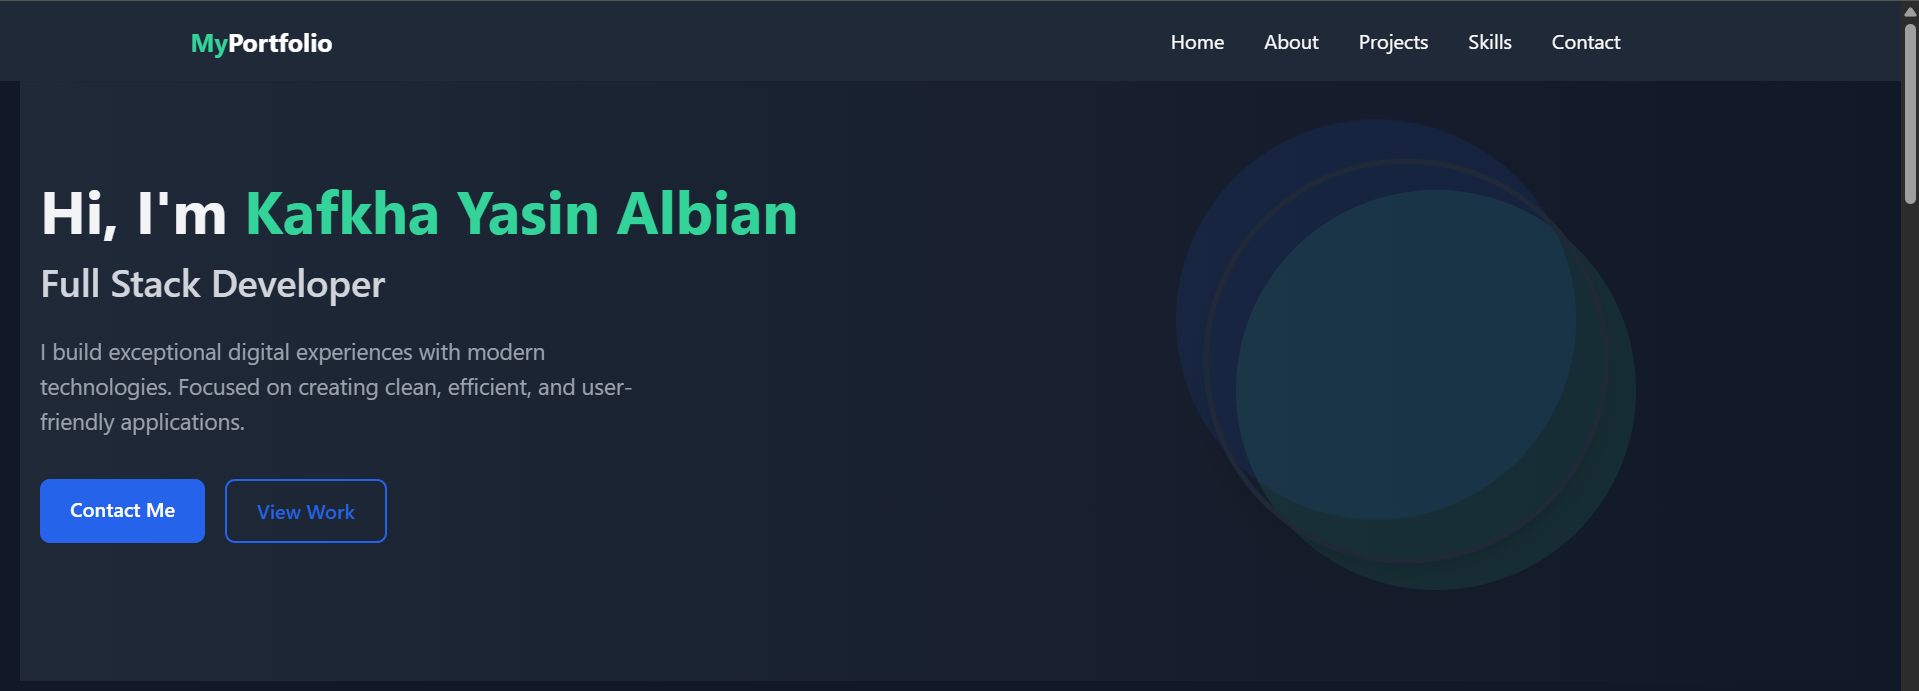 MyPortfolio
Home About Projects Skills Contact
Hi, I'm Kafkha Yasin Albian
Full Stack Developer
I build exceptional digital experiences with modern
technologies. Focused on creating clean, efficient, and user-
friendly applications.
Contact Me
View Work